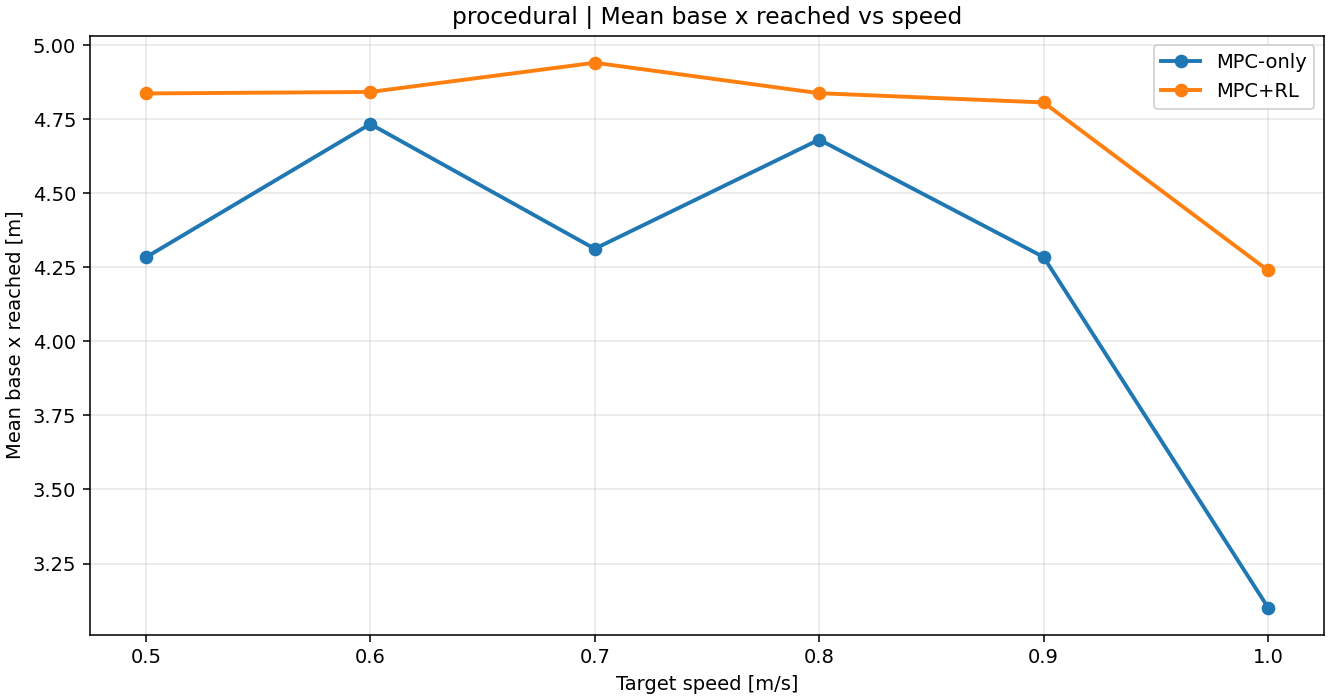 procedural | Mean base x reached vs speed
MPC-only
MPC+RL
Mean base x reached [m]
5.00
4.75
4.50
4.25
4.00
3.75
3.50
3.25
0.5
0.6
0.7
0.8
0.9
1.0
Target speed [m/s]